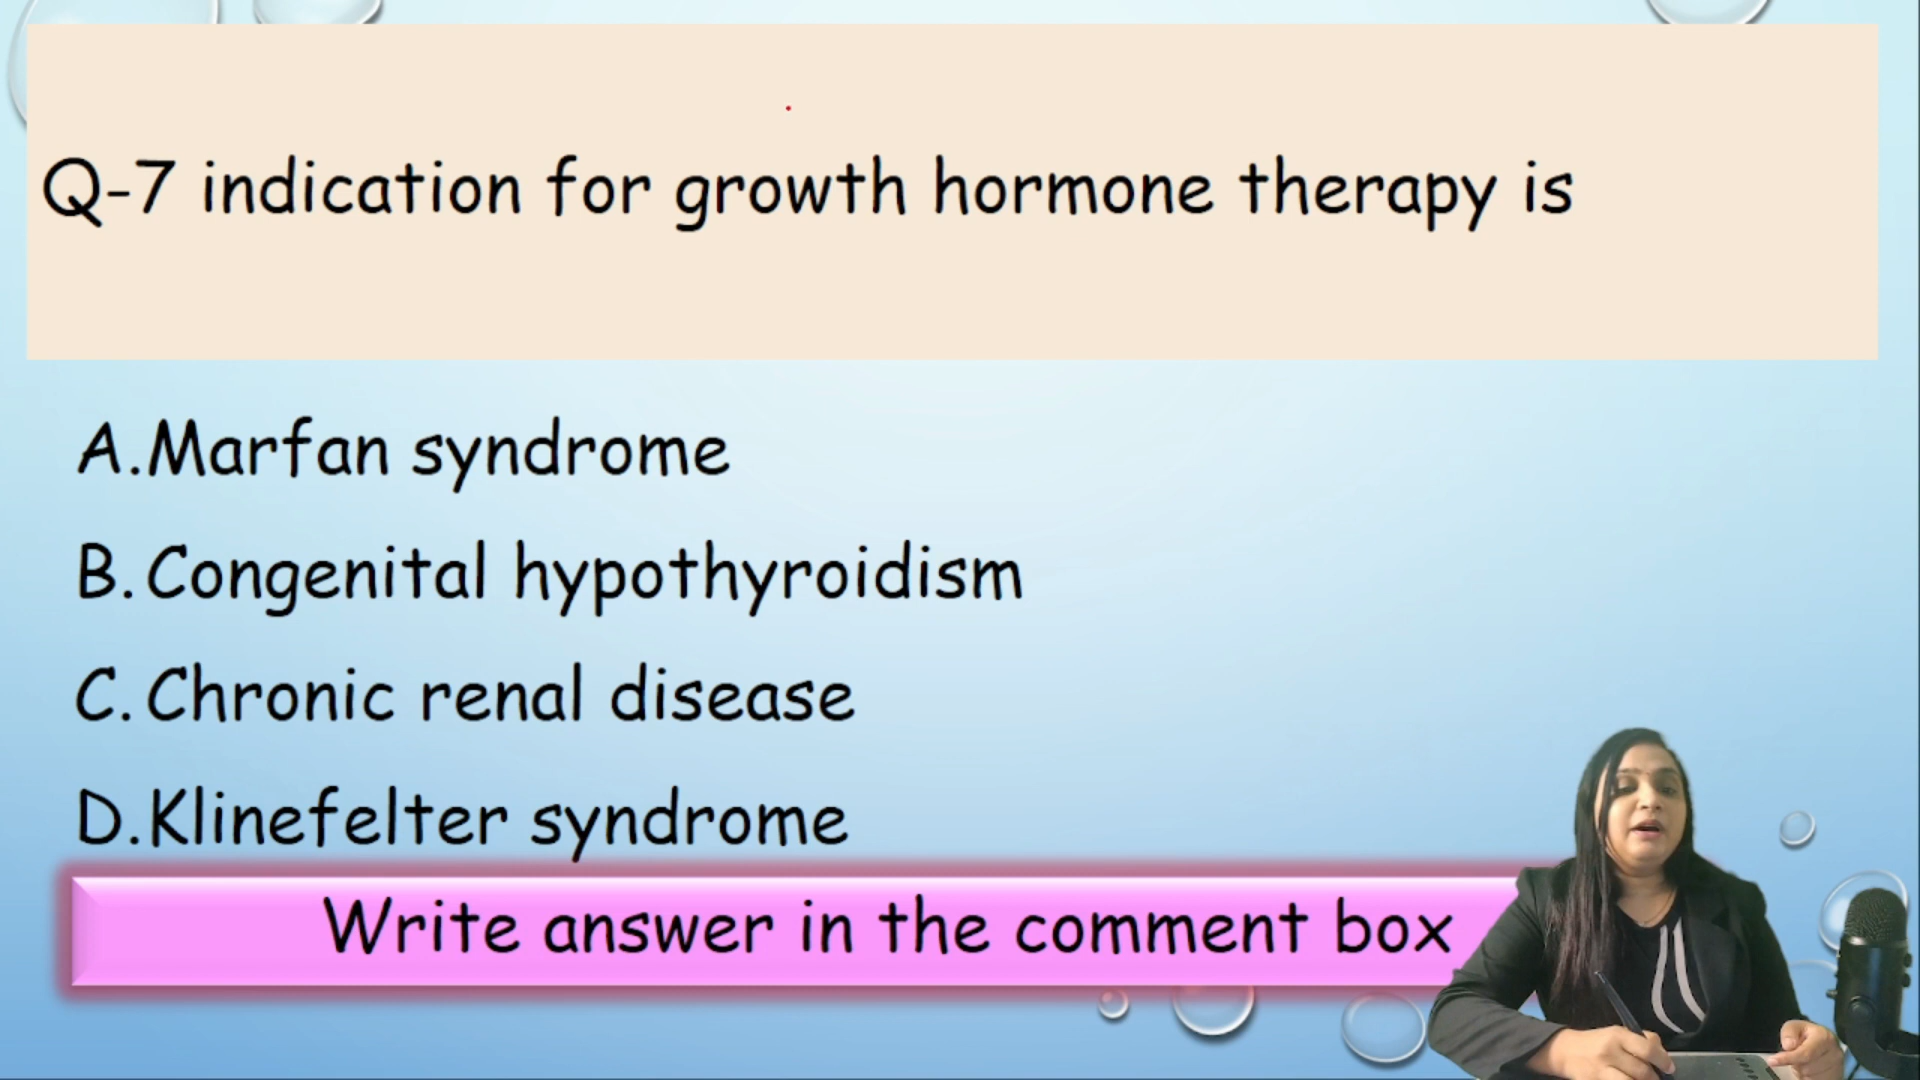 Q-7 indication for growth hormone therapy is
A.Marfan syndrome
B.Congenital hypothyroidism
C.Chronic renal disease
D.Klinefelter syndrome
Write answer in the comment box